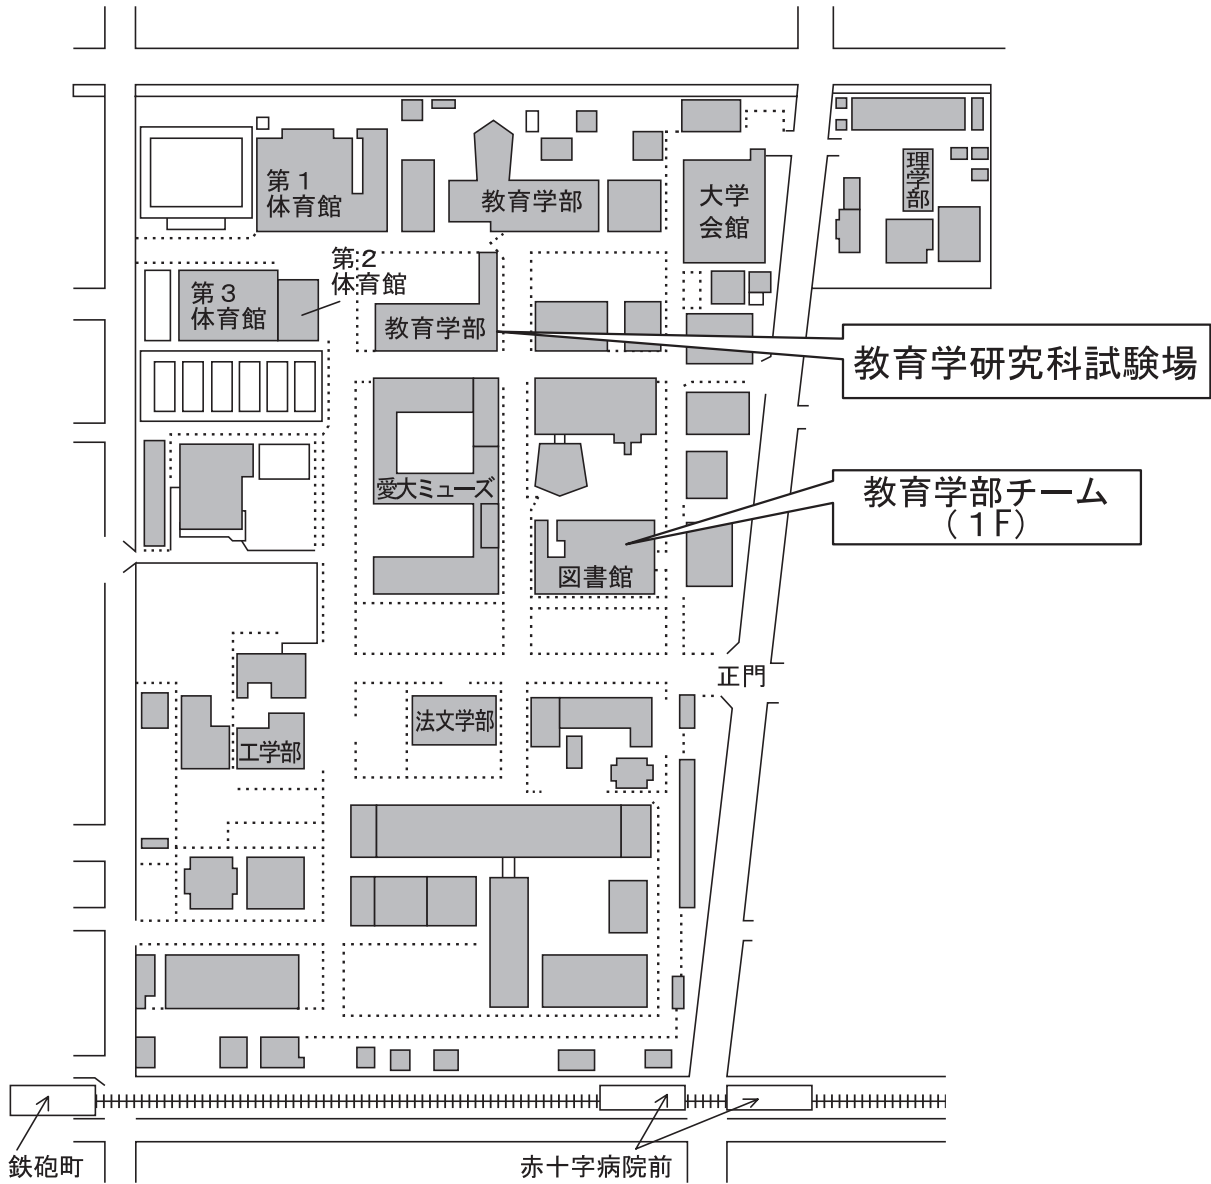 第１
体育館
教育学部
大学
会館
理学部
第２
体育館
第３
体育館
教育学部
教育学研究科試験場
愛大ミューズ
教育学部チーム
（１F）
図書館
正門
法文学部
工学部
鉄砲町
赤十字病院前